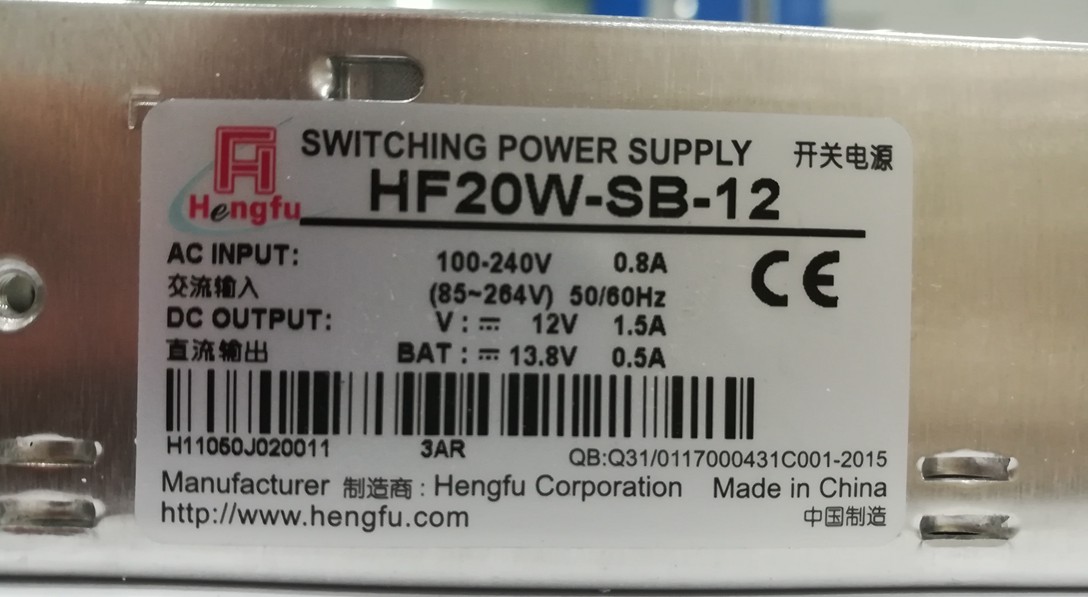 SWITCHING POWER SUPPLY 开关电源
Hengfu
HF20W-SB-12
AC INPUT: 100-240V 0.8A
交流输入 (85~264V) 50/60Hz
DC OUTPUT: V: ⎓ 12V 1.5A
直流输出 BAT: ⎓ 13.8V 0.5A
CE
H11060J020011 3AR
QB:Q31/0117000431C001-2015
Manufacturer 制造商: Hengfu Corporation Made in China
http://www.hengfu.com 中国制造